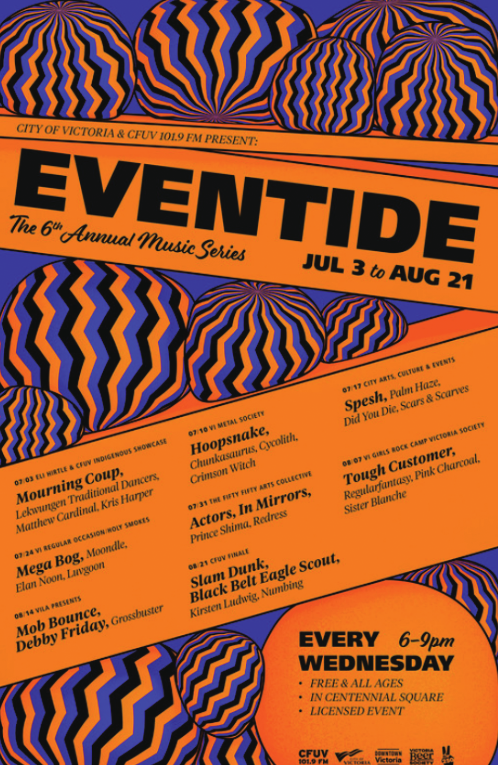 CITY OF VICTORIA & CFUV 101.9 FM PRESENT:
EVENTIDE
The 6th Annual Music Series
JUL 3 to AUG 21
07:03 ELI HIRTLE & CFUV INDIGENOUS SHOWCASE
Mourning Coup,
Lekwungen Traditional Dancers,
Matthew Cardinal, Kris Harper
07:10 VI METAL SOCIETY
Hoopsnake,
Chunkasaurus, Cycolith,
Crimson Witch
07:17 CITY ARTS, CULTURE & EVENTS
Spesh, Palm Haze,
Did You Die, Scars & Scarves
07:24 VI REGULAR OCCASION/HOLY SMOKES
Mega Bog, Moondle,
Elan Noon, Luvgoon
07:31 THE FIFTY FIFTY ARTS COLLECTIVE
Actors, In Mirrors,
Prince Shima, Redress
08/07 VI GIRLS ROCK CAMP VICTORIA SOCIETY
Tough Customer,
Regularfantasy, Pink Charcoal,
Sister Blanche
08:14 VILA PRESENTS
Mob Bounce,
Debby Friday, Grossbuster
08:21 CFUV FINALE
Slam Dunk,
Black Belt Eagle Scout,
Kirsten Ludwig, Numbing
EVERY 6-9pm
WEDNESDAY
• FREE & ALL AGES
• IN CENTENNIAL SQUARE
• LICENSED EVENT
CFUV
101.9 FM
VICTORIA
DOWNTOWN
Victoria
VICTORIA
Beer
SOCIETY